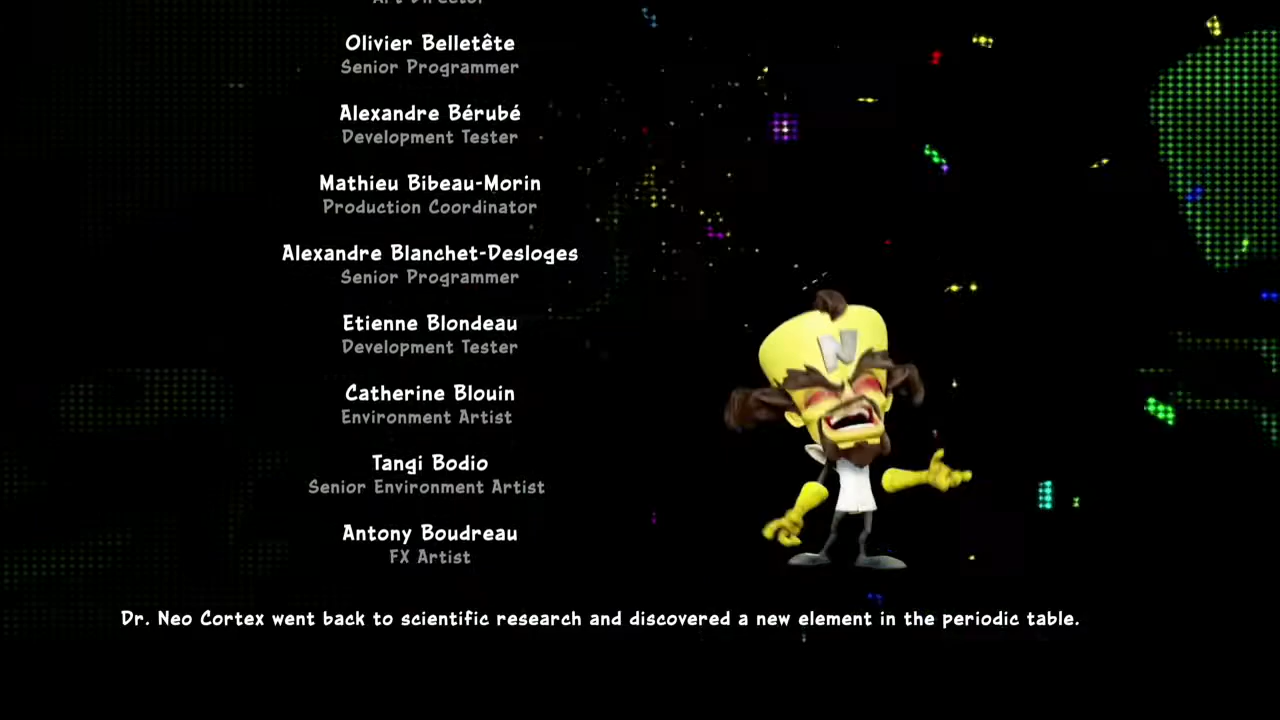 Art Director
Olivier Belletête
Senior Programmer
Alexandre Bérubé
Development Tester
Mathieu Bibeau-Morin
Production Coordinator
Alexandre Blanchet-Desloges
Senior Programmer
Etienne Blondeau
Development Tester
Catherine Blouin
Environment Artist
Tangi Bodio
Senior Environment Artist
Antony Boudreau
FX Artist
N
Dr. Neo Cortex went back to scientific research and discovered a new element in the periodic table.